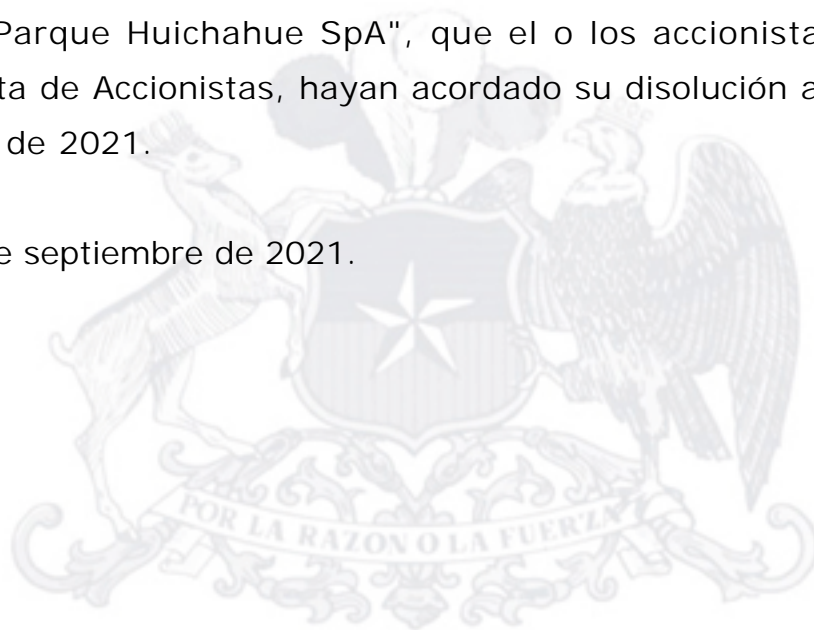 Parque Huichahue SpA", que el o los accionista
ta de Accionistas, hayan acordado su disolución a
de 2021.
e septiembre de 2021.
POR LA RAZON O LA FUERZA